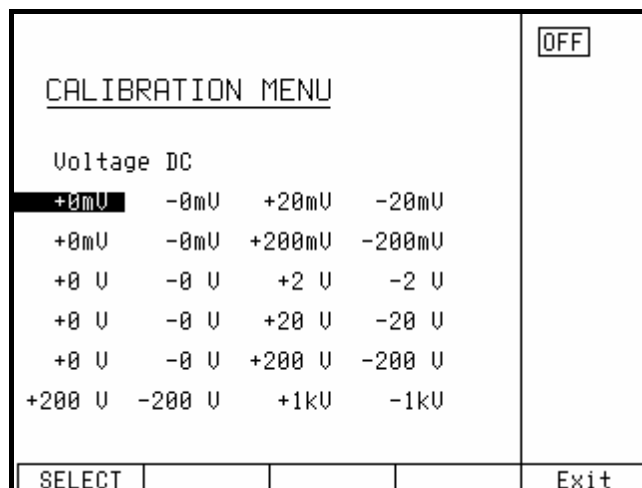 OFF
CALIBRATION MENU
Voltage DC
+0mV -0mV +20mV -20mV
+0mV -0mV +200mV -200mV
+0 V -0 V +2 V -2 V
+0 V -0 V +20 V -20 V
+0 V -0 V +200 V -200 V
+200 V -200 V +1kV -1kV
SELECT Exit